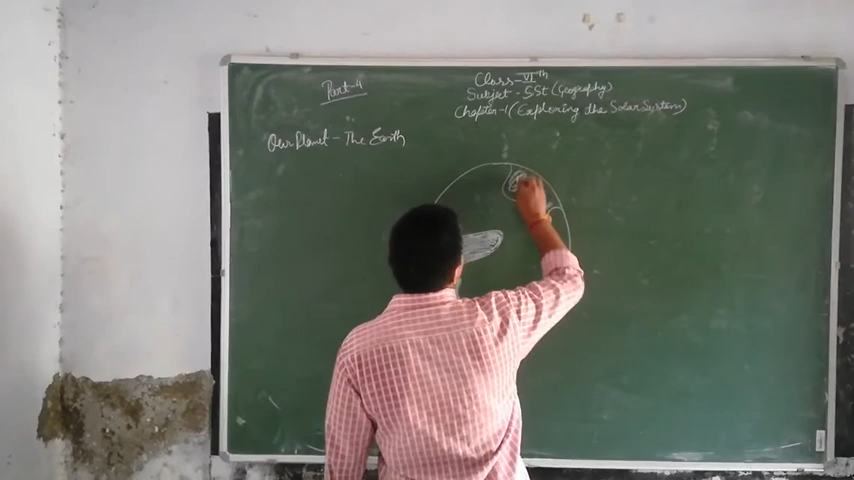 Part-4
Class-VIth
Subject-SSt(Geography)
Chapter-1(Exploring the Solar System)
Our Planet - The Earth